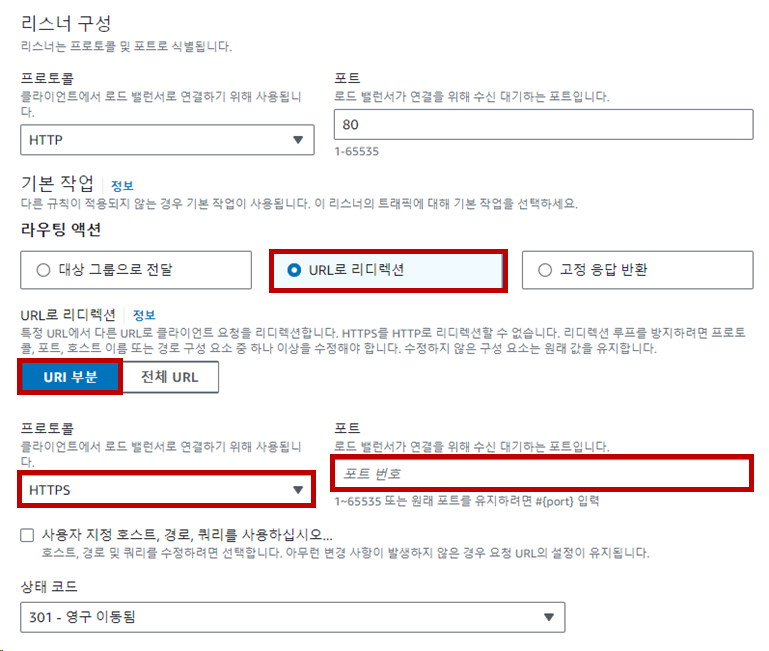 리스너 구성
리스너는 프로토콜 및 포트로 식별됩니다.
프로토콜
클라이언트에서 로드 밸런서로 연결하기 위해 사용됩니
다.
HTTP
포트
로드 밸런서가 연결을 위해 수신 대기하는 포트입니다.
80
1-65535
기본 작업 정보
다른 규칙이 적용되지 않는 경우 기본 작업이 사용됩니다. 이 리스너의 트래픽에 대해 기본 작업을 선택하세요.
라우팅 액션
대상 그룹으로 전달
URL로 리디렉션
고정 응답 반환
URL로 리디렉션 정보
특정 URL에서 다른 URL로 클라이언트 요청을 리디렉션합니다. HTTPS를 HTTP로 리디렉션할 수 없습니다. 리디렉션 루프를 방지하려면 프로토
콜, 포트, 호스트 이름 또는 경로 구성 요소 중 하나 이상을 수정해야 합니다. 수정하지 않은 구성 요소는 원래 값을 유지합니다.
URI 부분
전체 URL
프로토콜
클라이언트에서 로드 밸런서로 연결하기 위해 사용됩니
다.
HTTPS
포트
로드 밸런서가 연결을 위해 수신 대기하는 포트입니다.
포트 번호
1~65535 또는 원래 포트를 유지하려면 #{port} 입력
사용자 지정 호스트, 경로, 쿼리를 사용하십시오...
호스트, 경로 및 쿼리를 수정하려면 선택합니다. 아무런 변경 사항이 발생하지 않은 경우 요청 URL의 설정이 유지됩니다.
상태 코드
301 - 영구 이동됨